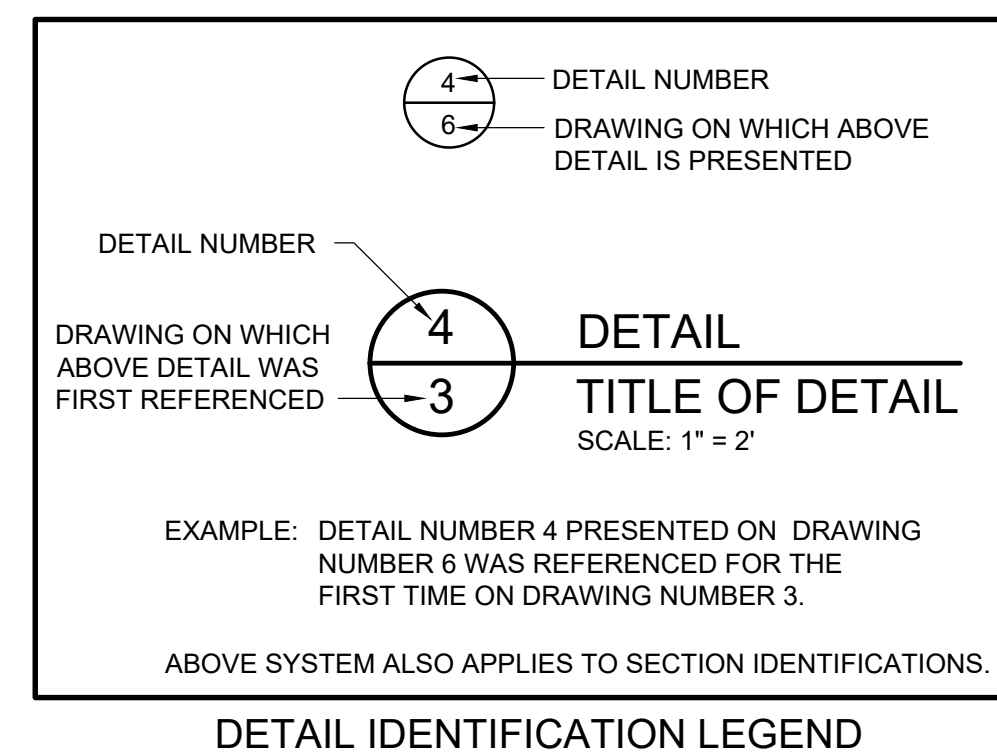 4
DETAIL NUMBER
6
DRAWING ON WHICH ABOVE
DETAIL IS PRESENTED
DETAIL NUMBER
DRAWING ON WHICH
ABOVE DETAIL WAS
FIRST REFERENCED
4
3
DETAIL
TITLE OF DETAIL
SCALE: 1" = 2'
EXAMPLE: DETAIL NUMBER 4 PRESENTED ON DRAWING
NUMBER 6 WAS REFERENCED FOR THE
FIRST TIME ON DRAWING NUMBER 3.
ABOVE SYSTEM ALSO APPLIES TO SECTION IDENTIFICATIONS.
DETAIL IDENTIFICATION LEGEND